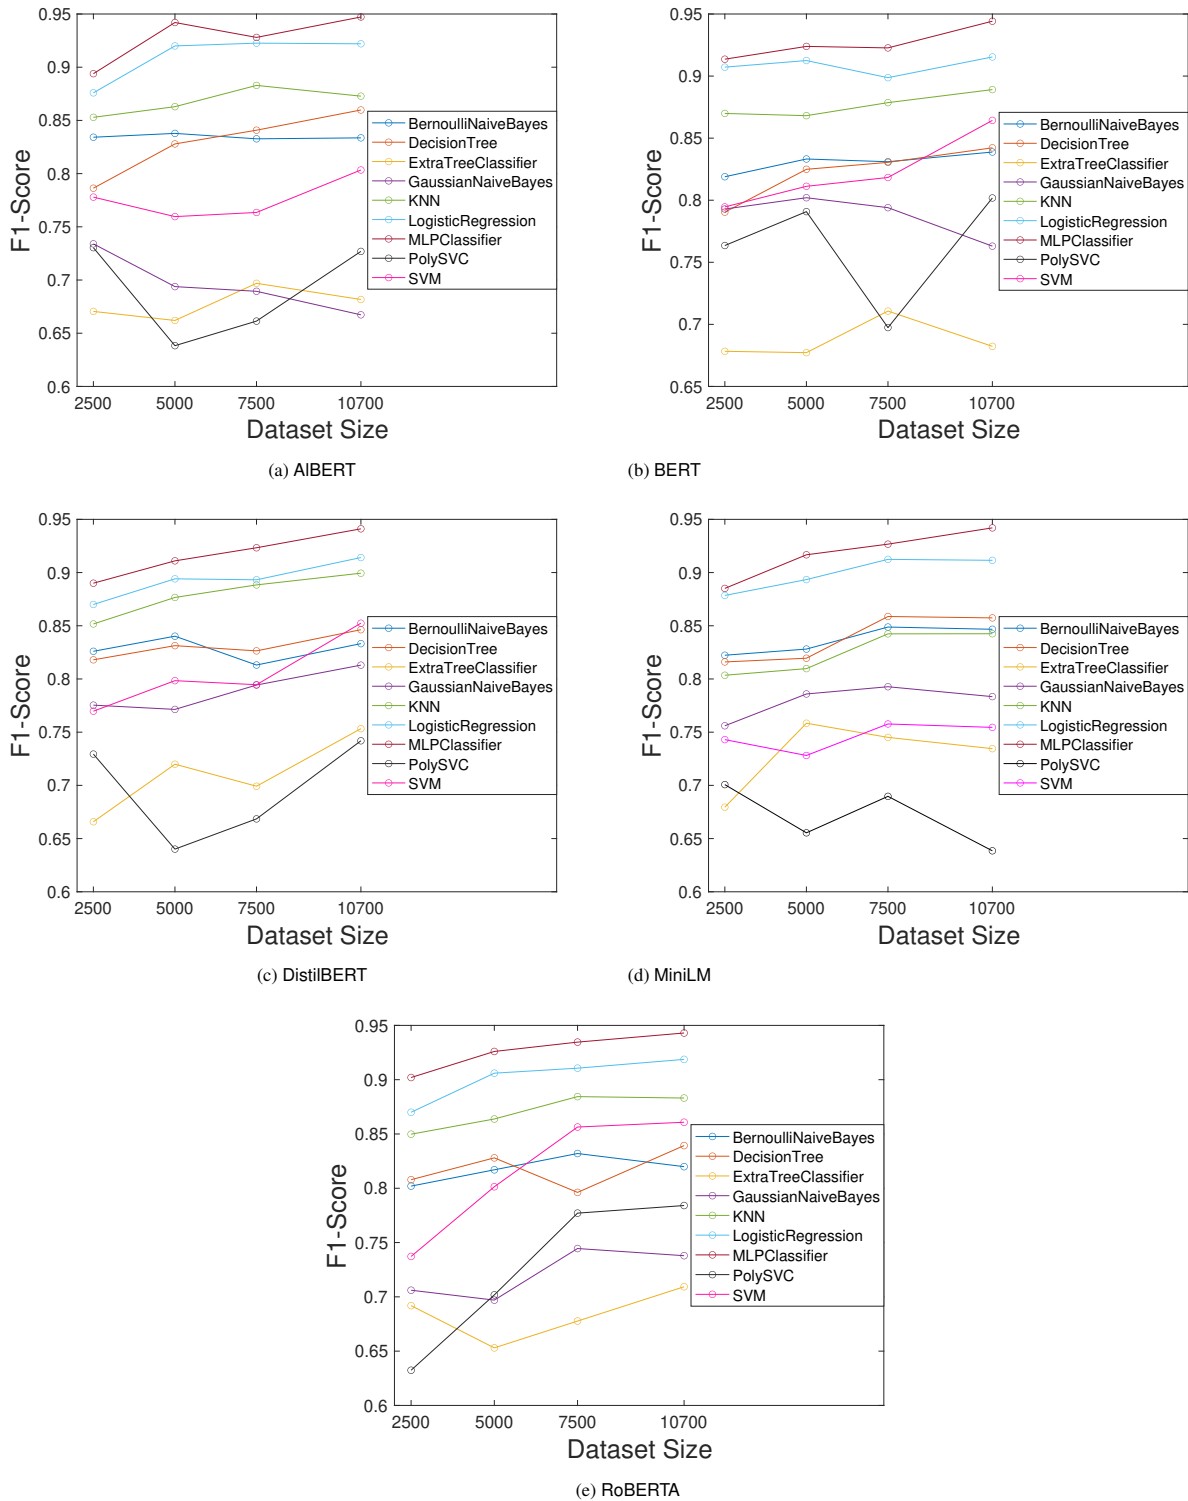 0.95
0.9
0.85
0.8
0.75
0.7
0.65
0.6
F1-Score
2500 5000 7500 10700
Dataset Size
BernoulliNaiveBayes
DecisionTree
ExtraTreeClassifier
GaussianNaiveBayes
KNN
LogisticRegression
MLPClassifier
PolySVC
SVM
(a) AlBERT
0.95
0.9
0.85
0.8
0.75
0.7
0.65
F1-Score
2500 5000 7500 10700
Dataset Size
BernoulliNaiveBayes
DecisionTree
ExtraTreeClassifier
GaussianNaiveBayes
KNN
LogisticRegression
MLPClassifier
PolySVC
SVM
(b) BERT
0.95
0.9
0.85
0.8
0.75
0.7
0.65
0.6
F1-Score
2500 5000 7500 10700
Dataset Size
BernoulliNaiveBayes
DecisionTree
ExtraTreeClassifier
GaussianNaiveBayes
KNN
LogisticRegression
MLPClassifier
PolySVC
SVM
(c) DistilBERT
0.95
0.9
0.85
0.8
0.75
0.7
0.65
0.6
F1-Score
2500 5000 7500 10700
Dataset Size
BernoulliNaiveBayes
DecisionTree
ExtraTreeClassifier
GaussianNaiveBayes
KNN
LogisticRegression
MLPClassifier
PolySVC
SVM
(d) MiniLM
0.95
0.9
0.85
0.8
0.75
0.7
0.65
0.6
F1-Score
2500 5000 7500 10700
Dataset Size
BernoulliNaiveBayes
DecisionTree
ExtraTreeClassifier
GaussianNaiveBayes
KNN
LogisticRegression
MLPClassifier
PolySVC
SVM
(e) RoBERTA